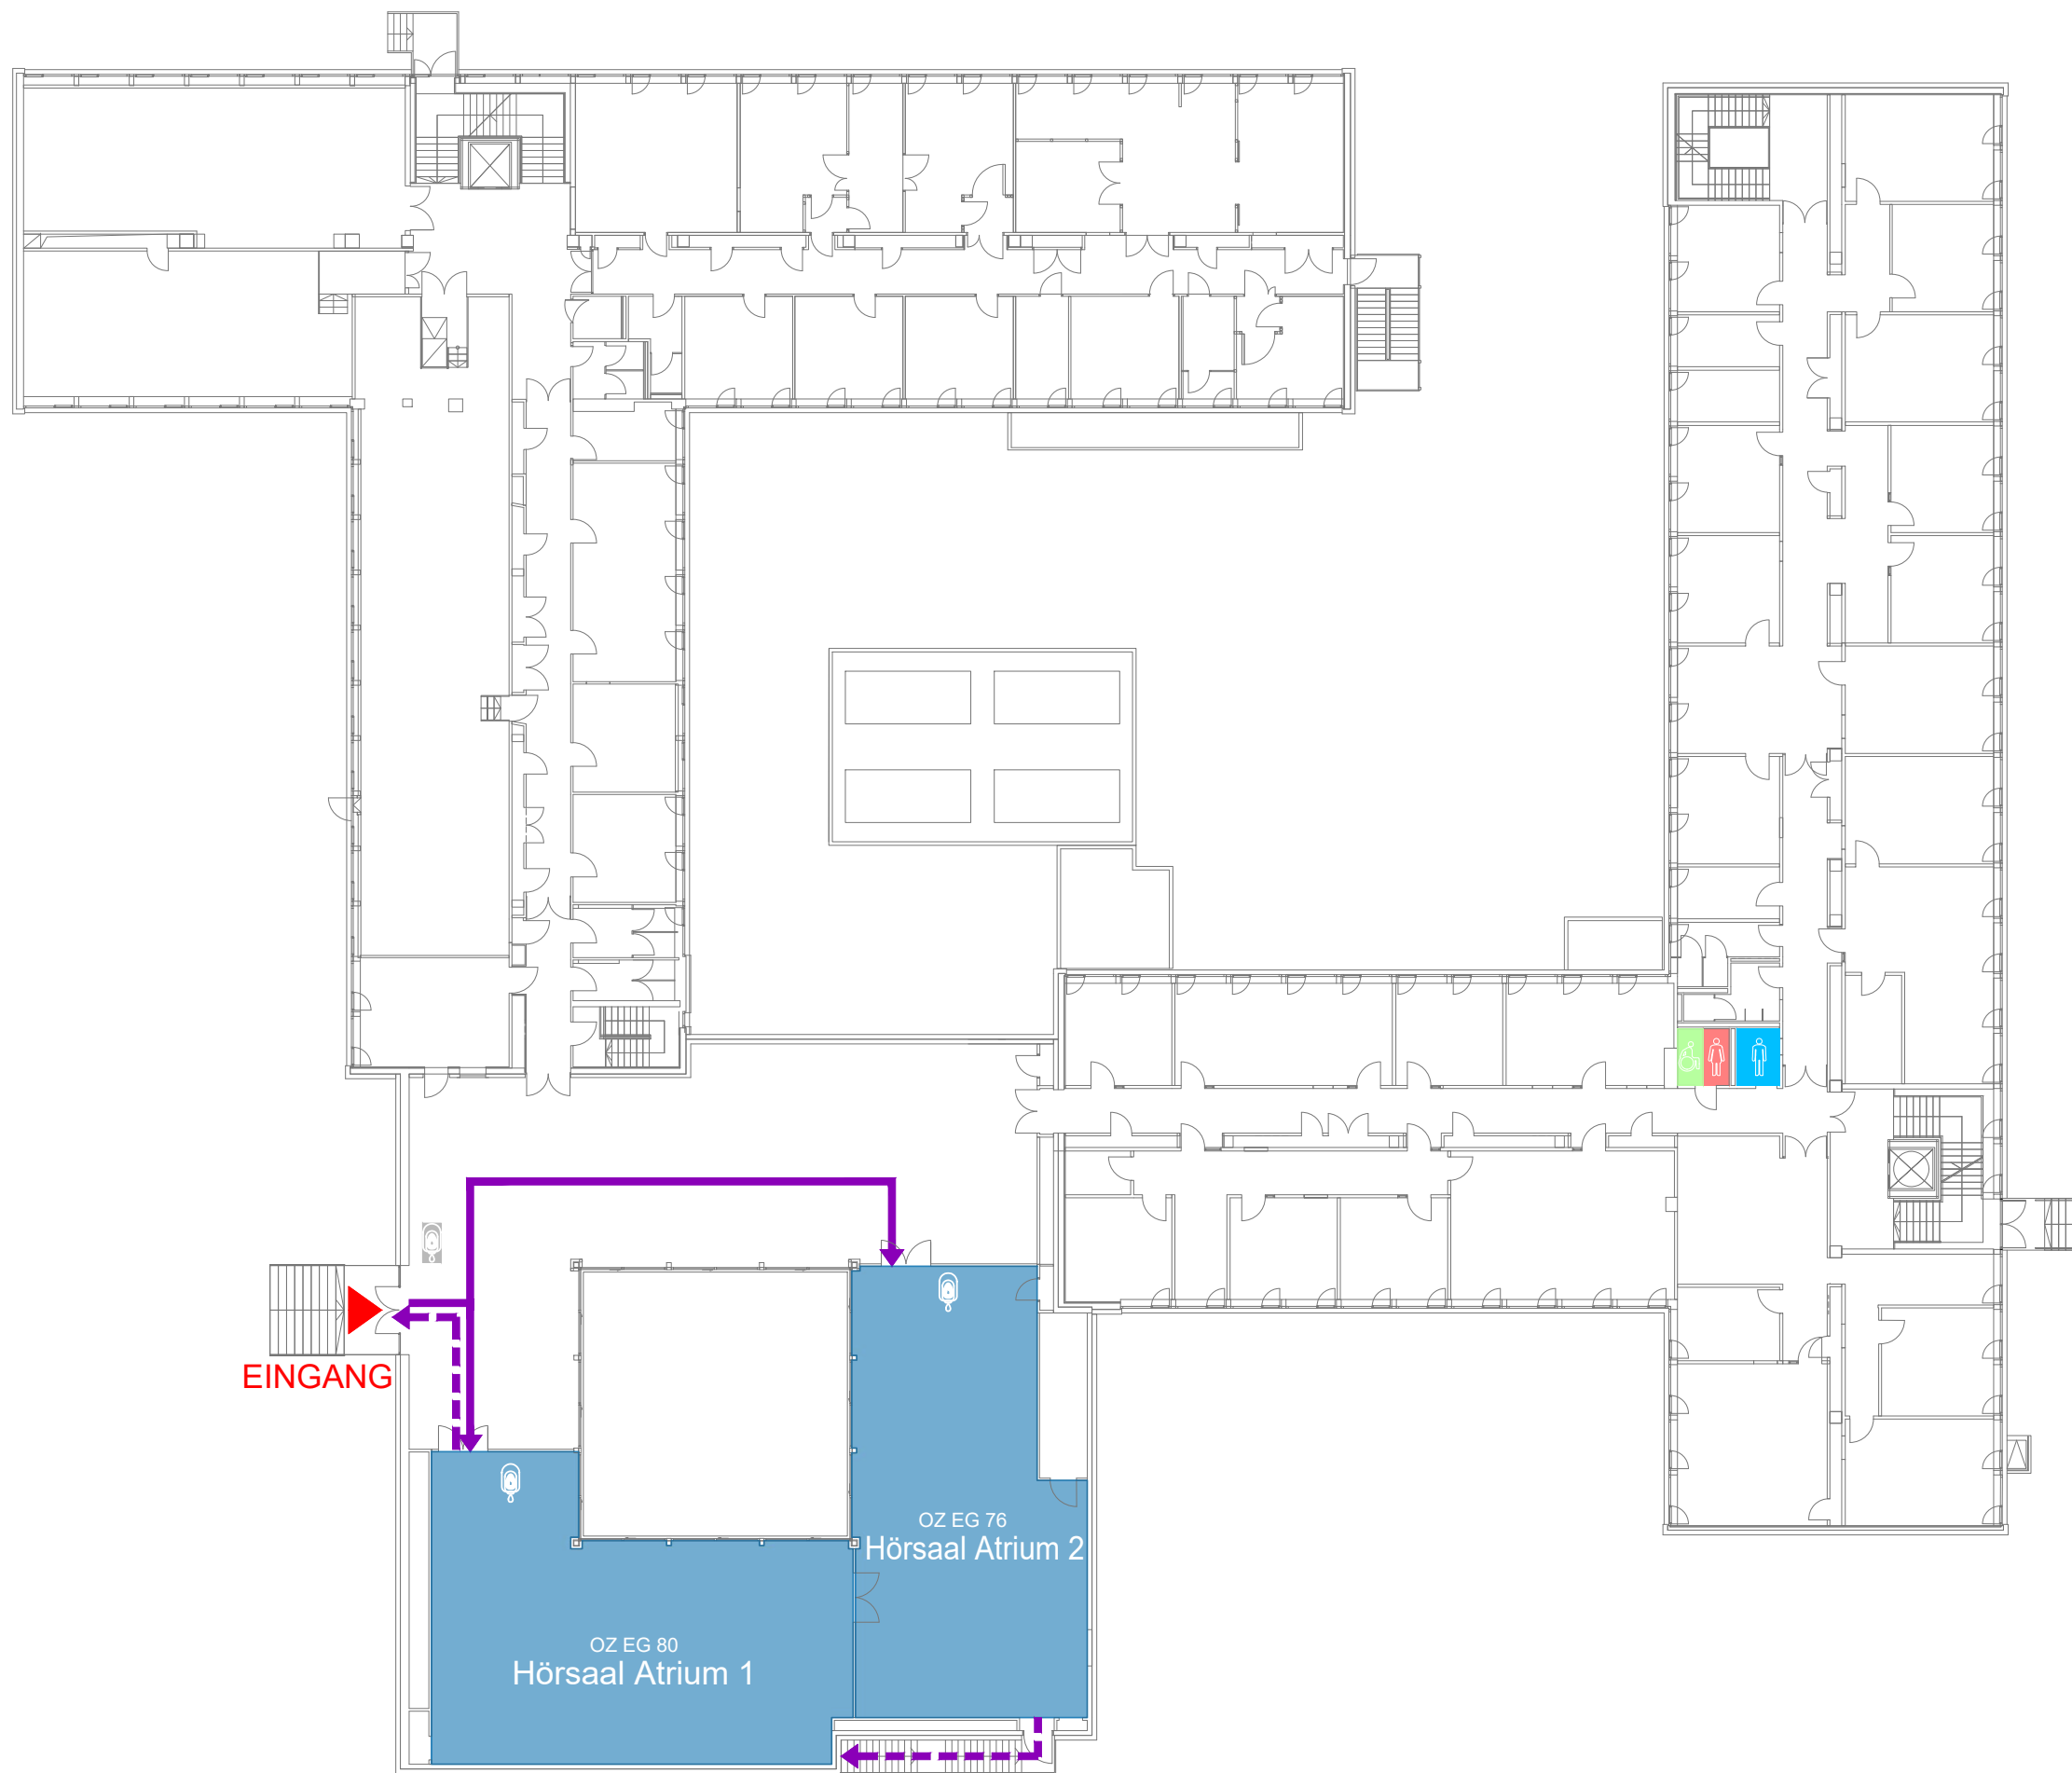 EINGANG
OZ EG 76
Hörsaal Atrium 2
OZ EG 80
Hörsaal Atrium 1